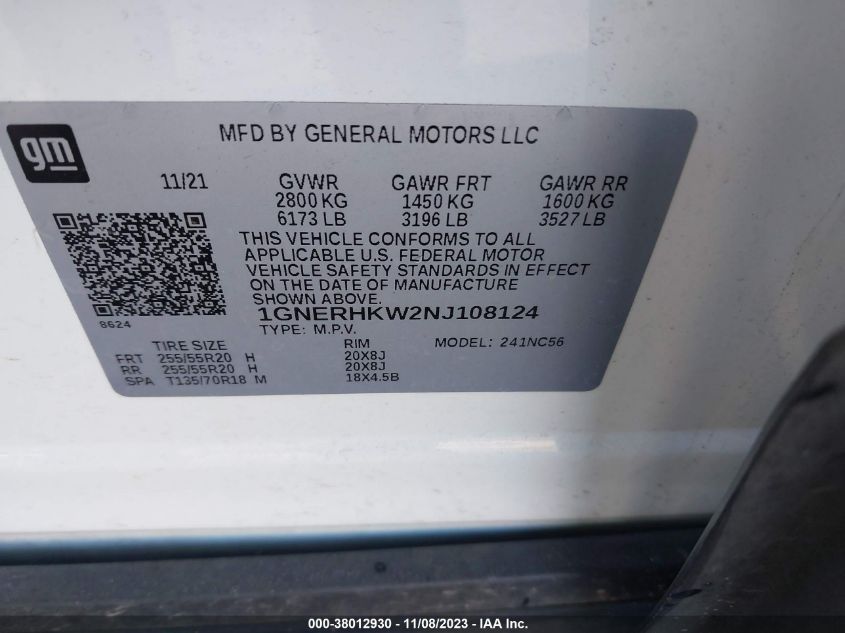 gm
MFD BY GENERAL MOTORS LLC
11/21 GVWR GAWR FRT GAWR RR
2800 KG 1450 KG 1600 KG
6173 LB 3196 LB 3527 LB
THIS VEHICLE CONFORMS TO ALL
APPLICABLE U.S. FEDERAL MOTOR
VEHICLE SAFETY STANDARDS IN EFFECT
ON THE DATE OF MANUFACTURE
SHOWN ABOVE.
1GNERHKW2NJ108124
8624
TYPE: M.P.V.
TIRE SIZE RIM MODEL: 241NC56
FRT 255/55R20 H 20X8J
RR 255/55R20 H 20X8J
SPA T135/70R18 M 18X4.5B
000-38012930 - 11/08/2023 - IAA Inc.